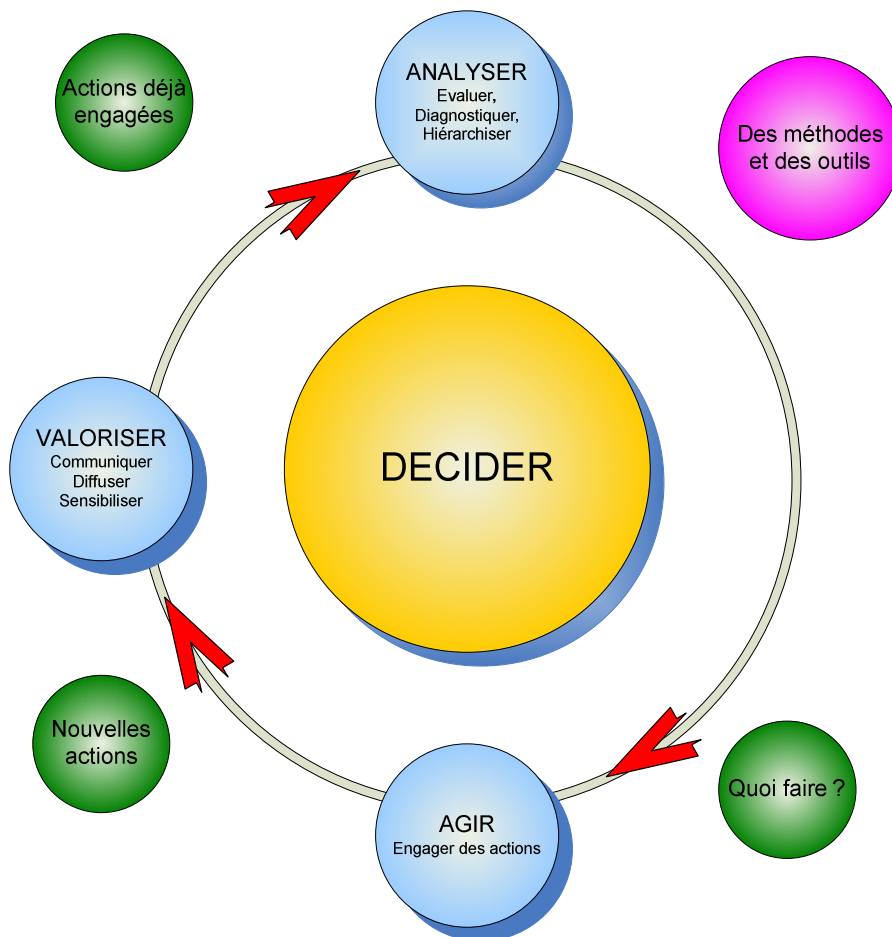 Actions déjà
engagées
ANALYSER
Evaluer,
Diagnostiquer,
Hiérarchiser
Des méthodes
et des outils
VALORISER
Communiquer
Diffuser
Sensibiliser
DECIDER
Nouvelles
actions
AGIR
Engager des actions
Quoi faire ?